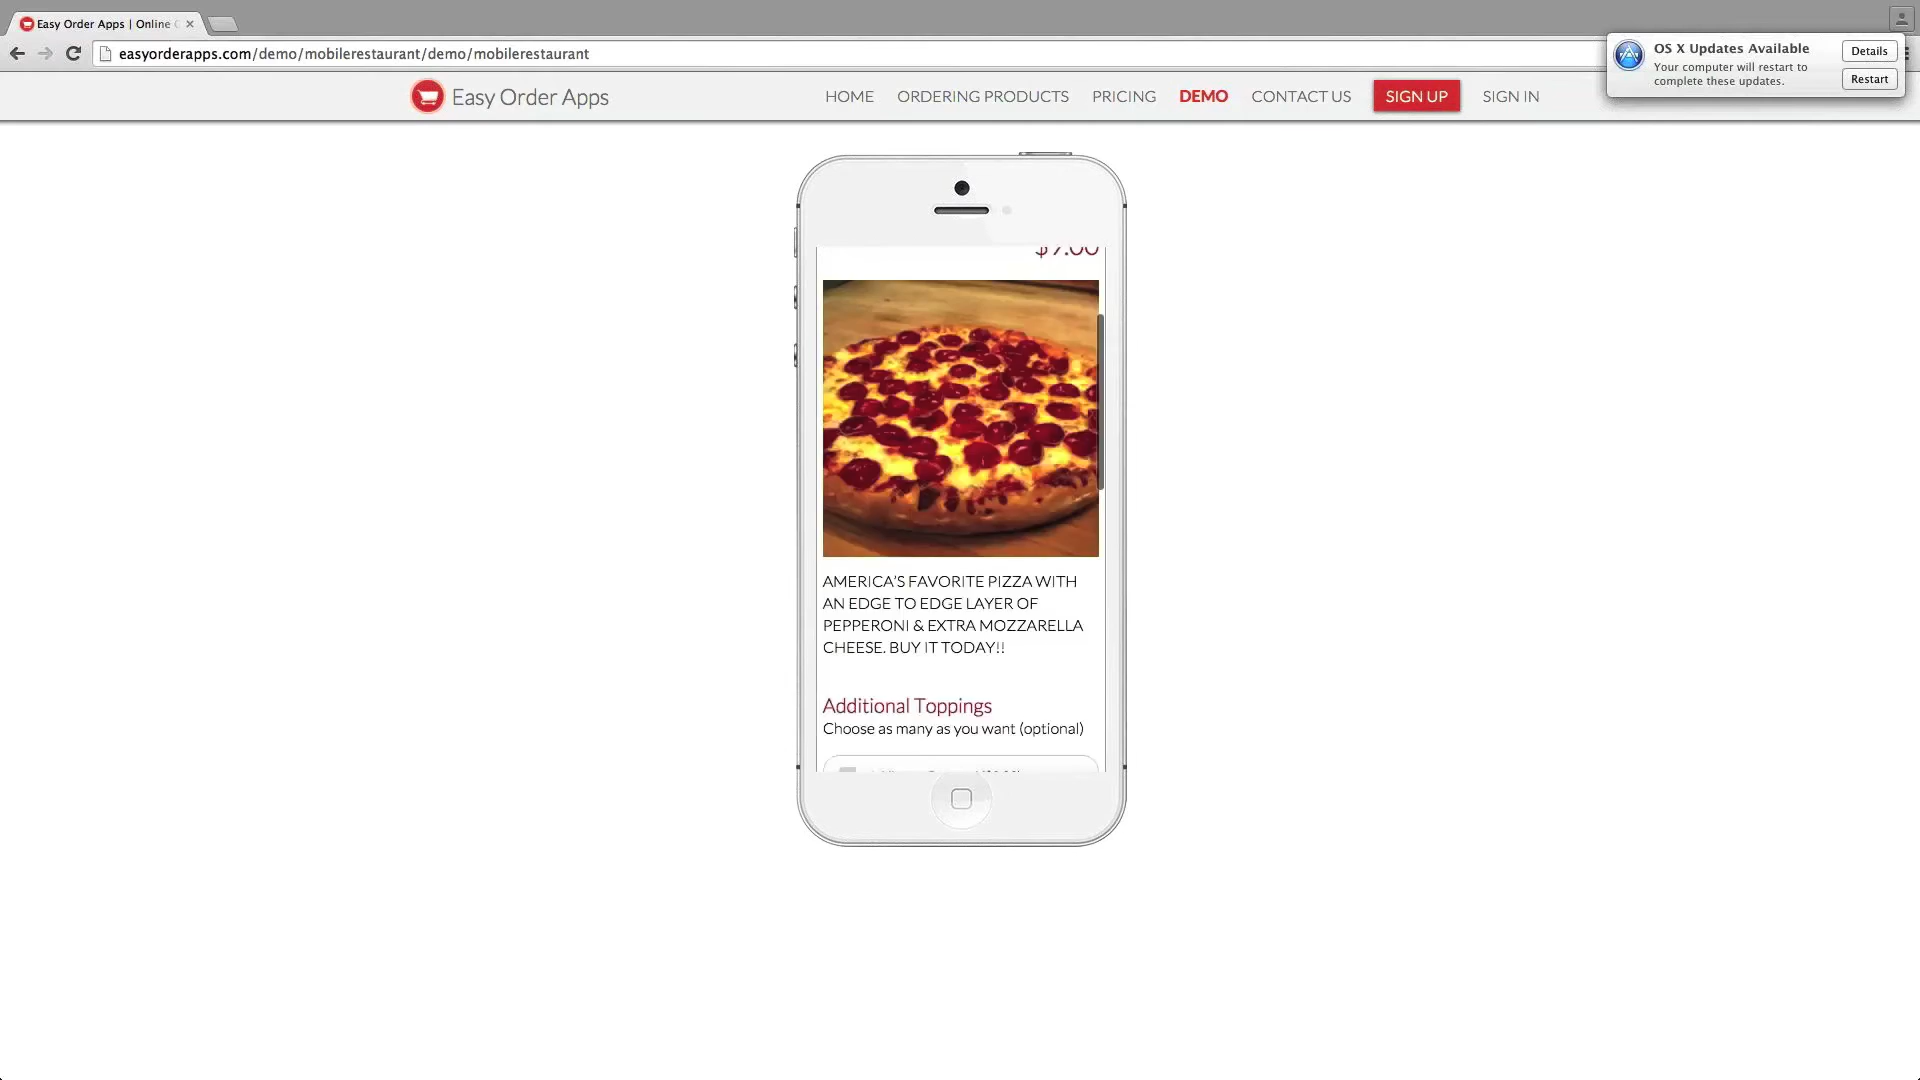 Easy Order Apps | Online
easyorderapps.com/demo/mobilerestaurant/demo/mobilerestaurant
OS X Updates Available
Your computer will restart to
complete these updates.
Details
Restart
Easy Order Apps
HOME
ORDERING PRODUCTS
PRICING
DEMO
CONTACT US
SIGN UP
SIGN IN
AMERICA'S FAVORITE PIZZA WITH
AN EDGE TO EDGE LAYER OF
PEPPERONI & EXTRA MOZZARELLA
CHEESE. BUY IT TODAY!!
Additional Toppings
Choose as many as you want (optional)